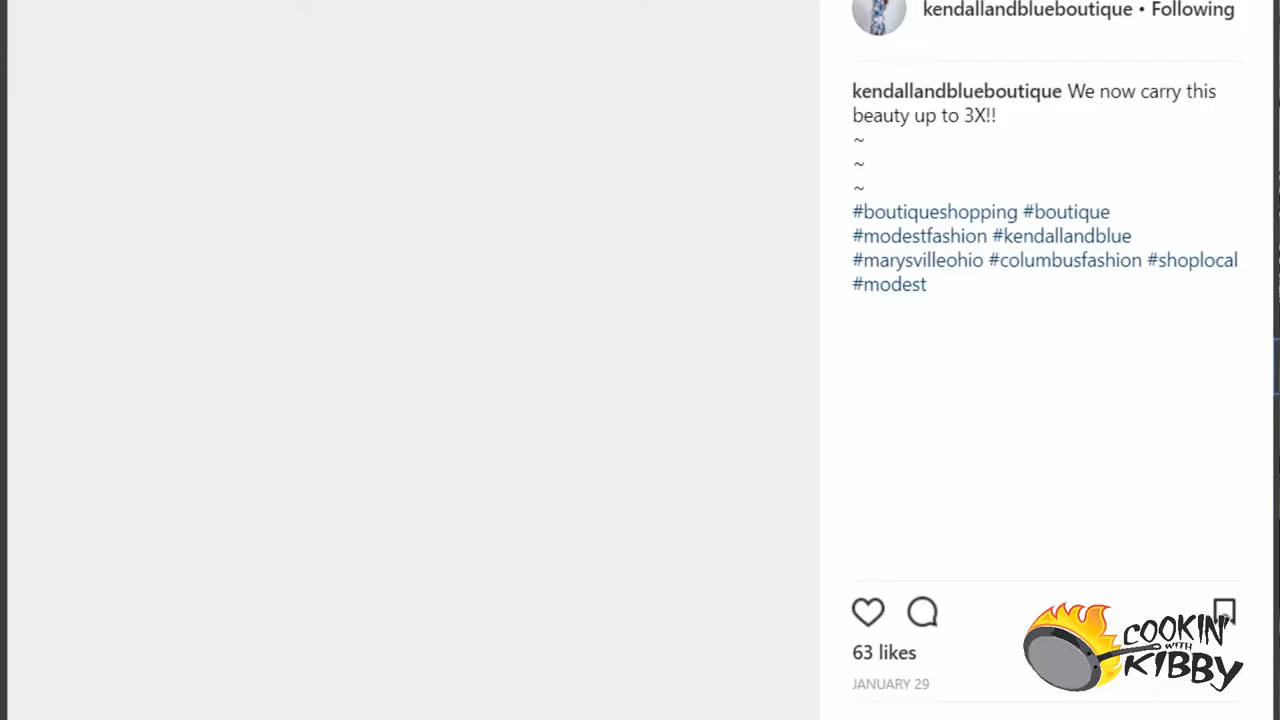 kendallandblueboutique • Following
kendallandblueboutique We now carry this
beauty up to 3X!!
~
~
~
#boutiqueshopping #boutique
#modestfashion #kendallandblue
#marysvilleohio #columbusfashion #shoplocal
#modest
63 likes
JANUARY 29
COOKIN'
WITH
KIBBY